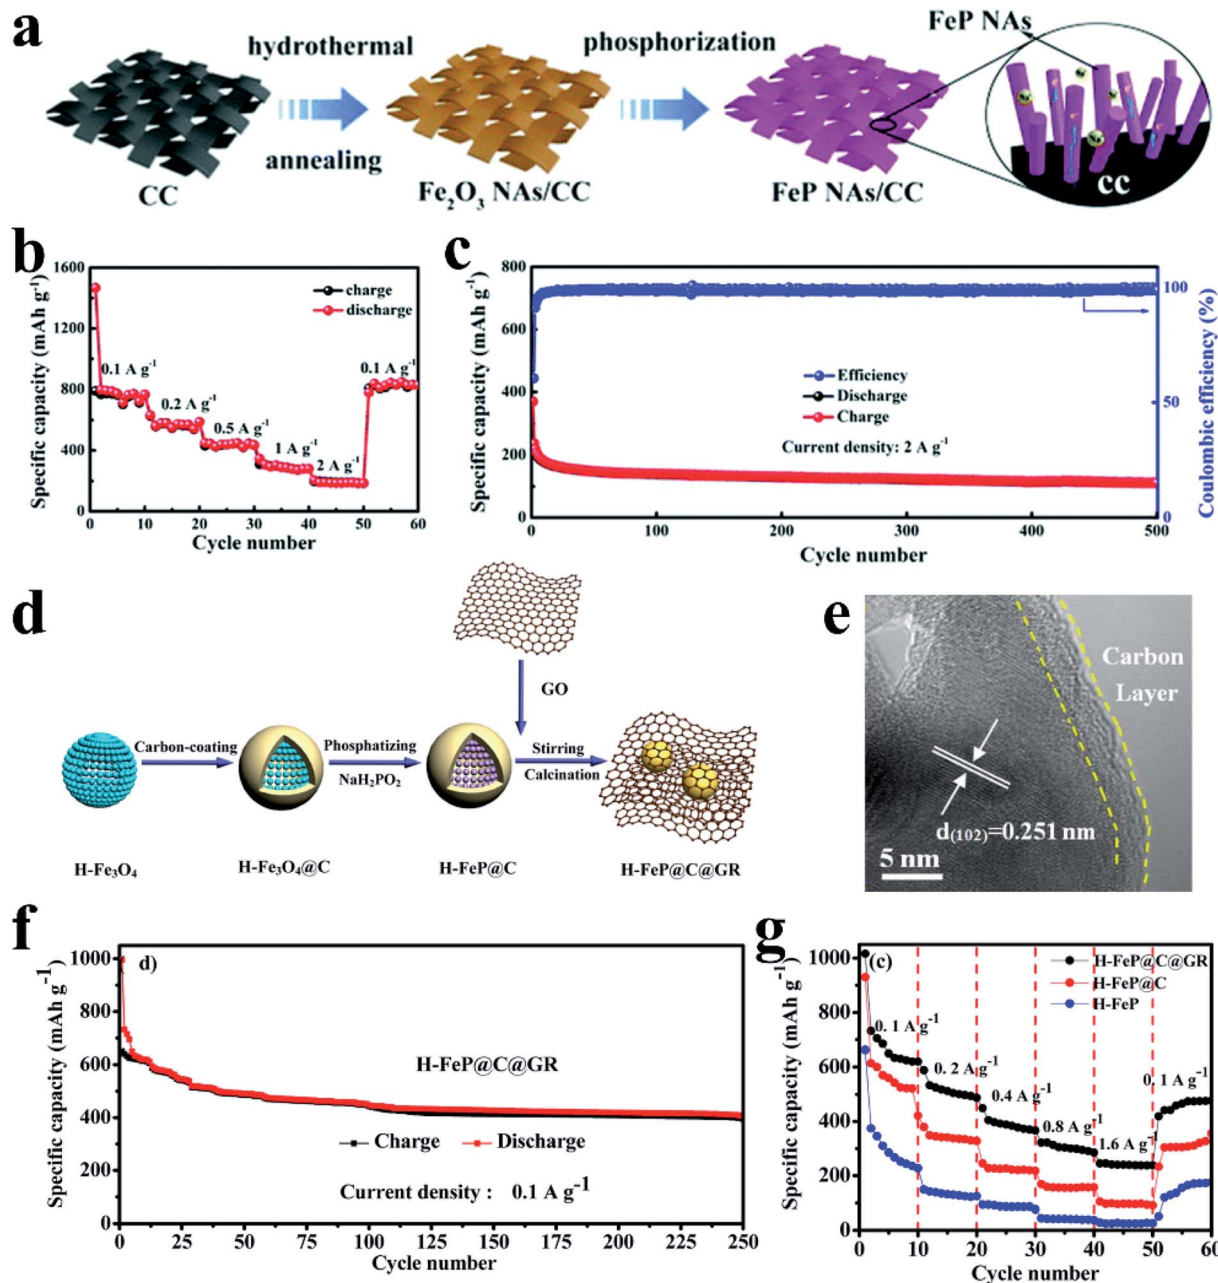 a
hydrothermal
annealing
phosphorization
FeP NAs
CC
Fe₂O₃ NAs/CC
FeP NAs/CC
CC
b
Specific capacity (mAh g⁻¹)
1600
1200
800
400
0
charge
discharge
0.1 A g⁻¹
0.2 A g⁻¹
0.5 A g⁻¹
1 A g⁻¹
2 A g⁻¹
0.1 A g⁻¹
0 10 20 30 40 50 60
Cycle number
c
Specific capacity (mAh g⁻¹)
800
600
400
200
0
Efficiency
Discharge
Charge
Current density: 2 A g⁻¹
100
50
0
Coulombic efficiency (%)
0 100 200 300 400 500
Cycle number
d
GO
Carbon-coating
Phosphatizing
NaH₂PO₂
Stirring
Calcination
H-Fe₃O₄
H-Fe₃O₄@C
H-FeP@C
H-FeP@C@GR
e
Carbon
Layer
d₍₁₀₂₎=0.251 nm
5 nm
f
d)
Specific capacity (mAh g⁻¹)
1000
800
600
400
200
0
H-FeP@C@GR
Charge
Discharge
Current density : 0.1 A g⁻¹
0 25 50 75 100 125 150 175 200 225 250
Cycle number
g
(c)
Specific capacity (mAh g⁻¹)
1000
800
600
400
200
0
H-FeP@C@GR
H-FeP@C
H-FeP
0. 1 A g⁻¹
0. 2 A g⁻¹
0.4 A g⁻¹
0.8 A g⁻¹
1.6 A g⁻¹
0. 1 A g⁻¹
0 10 20 30 40 50 60
Cycle number